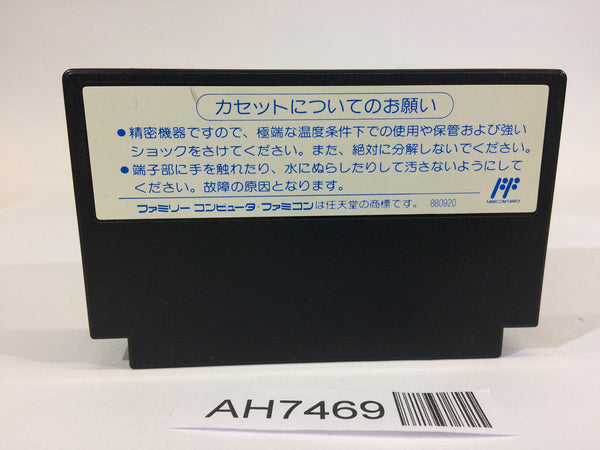 カセットについてのお願い
●精密機器ですので、極端な温度条件下での使用や保管および強い
ショックをさけてください。また、絶対に分解しないでください。
●端子部に手を触れたり、水にぬらしたりして汚さないようにして
ください。故障の原因となります。
ファミリーコンピュータ・ファミコンは任天堂の商標です。 880920
FAMICOM FAMILY
AH7469